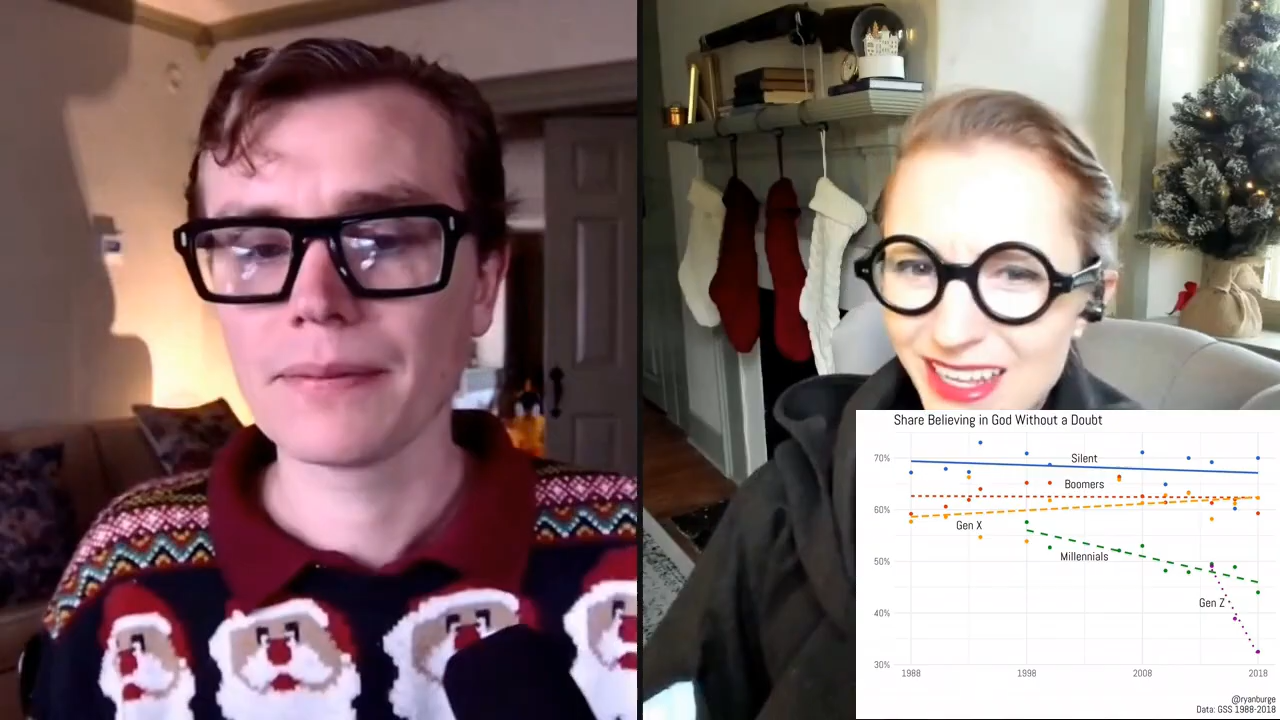 Share Believing in God Without a Doubt
70%
Silent
Boomers
60%
Gen X
Millennials
50%
Gen Z
40%
30%
1988 1998 2008 2018
@ryanburge
Data: GSS 1988-2018